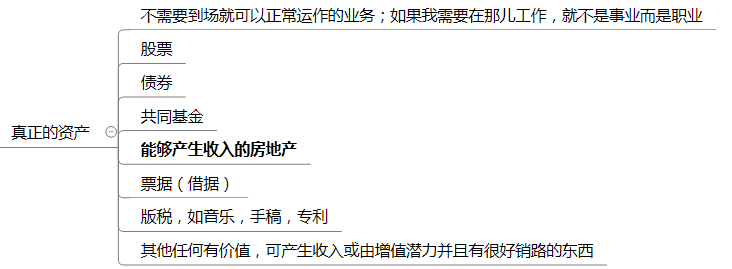 不需要到场就可以正常运作的业务；如果我需要在那儿工作，就不是事业而是职业
股票
债券
共同基金
真正的资产
能够产生收入的房地产
票据（借据）
版税，如音乐，手稿，专利
其他任何有价值，可产生收入或由增值潜力并且有很好销路的东西